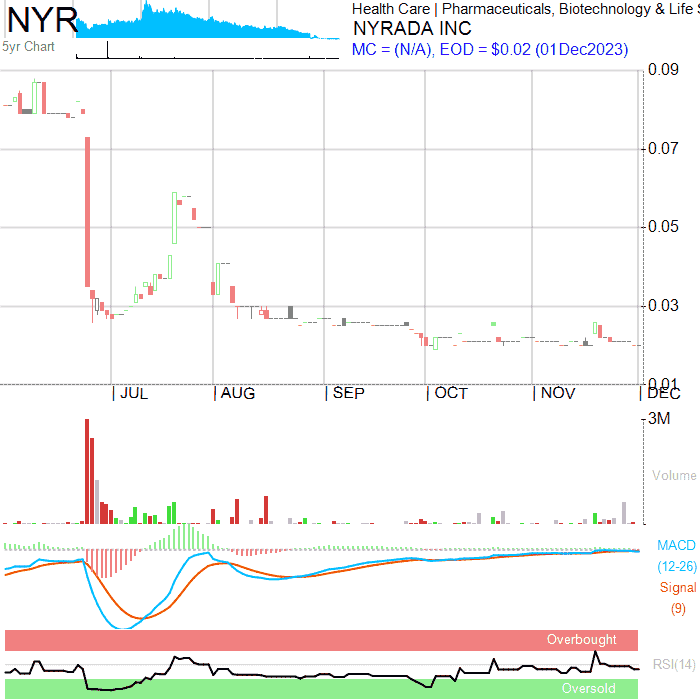 NYR
5yr Chart
Health Care | Pharmaceuticals, Biotechnology & Life S
NYRADA INC
MC = (N/A), EOD = $0.02 (01Dec2023)
0.09
0.07
0.05
0.03
0.01
JUL
AUG
SEP
OCT
NOV
DEC
3M
Volume
MACD
(12-26)
Signal
(9)
Overbought
RSI(14)
Oversold